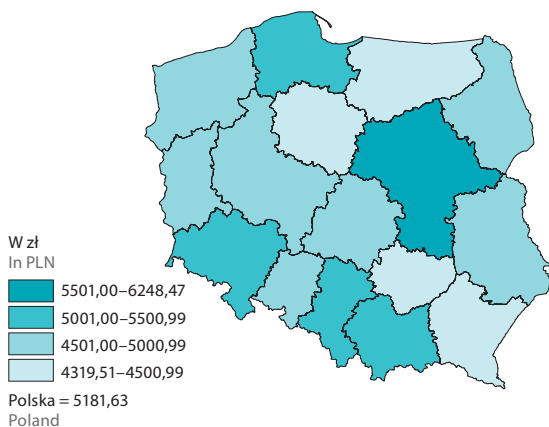 W zł
In PLN
5501,00–6248,47
5001,00–5500,99
4501,00–5000,99
4319,51–4500,99
Polska = 5181,63
Poland